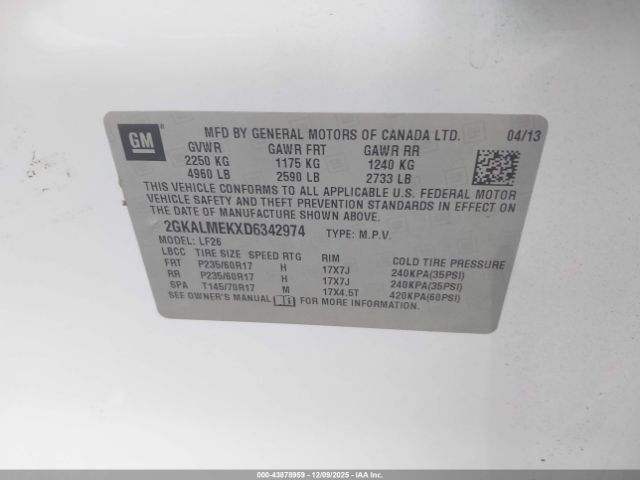 GM ® MFD BY GENERAL MOTORS OF CANADA LTD. 04/13
GVWR GAWR FRT GAWR RR
2250 KG 1175 KG 1240 KG
4960 LB 2590 LB 2733 LB
THIS VEHICLE CONFORMS TO ALL APPLICABLE U.S. FEDERAL MOTOR
VEHICLE SAFETY AND THEFT PREVENTION STANDARDS IN EFFECT ON
THE DATE OF MANUFACTURE SHOWN ABOVE.
2GKALMEKXD6342974 TYPE: M.P.V.
MODEL: LF26
LBCC TIRE SIZE SPEED RTG RIM COLD TIRE PRESSURE
FRT P235/60R17 H 17X7J 240KPA(35PSI)
RR P235/60R17 H 17X7J 240KPA(35PSI)
SPA T145/70R17 M 17X4.5T 420KPA(60PSI)
SEE OWNER'S MANUAL FOR MORE INFORMATION.
000-43878959 - 12/09/2025 - IAAI.com